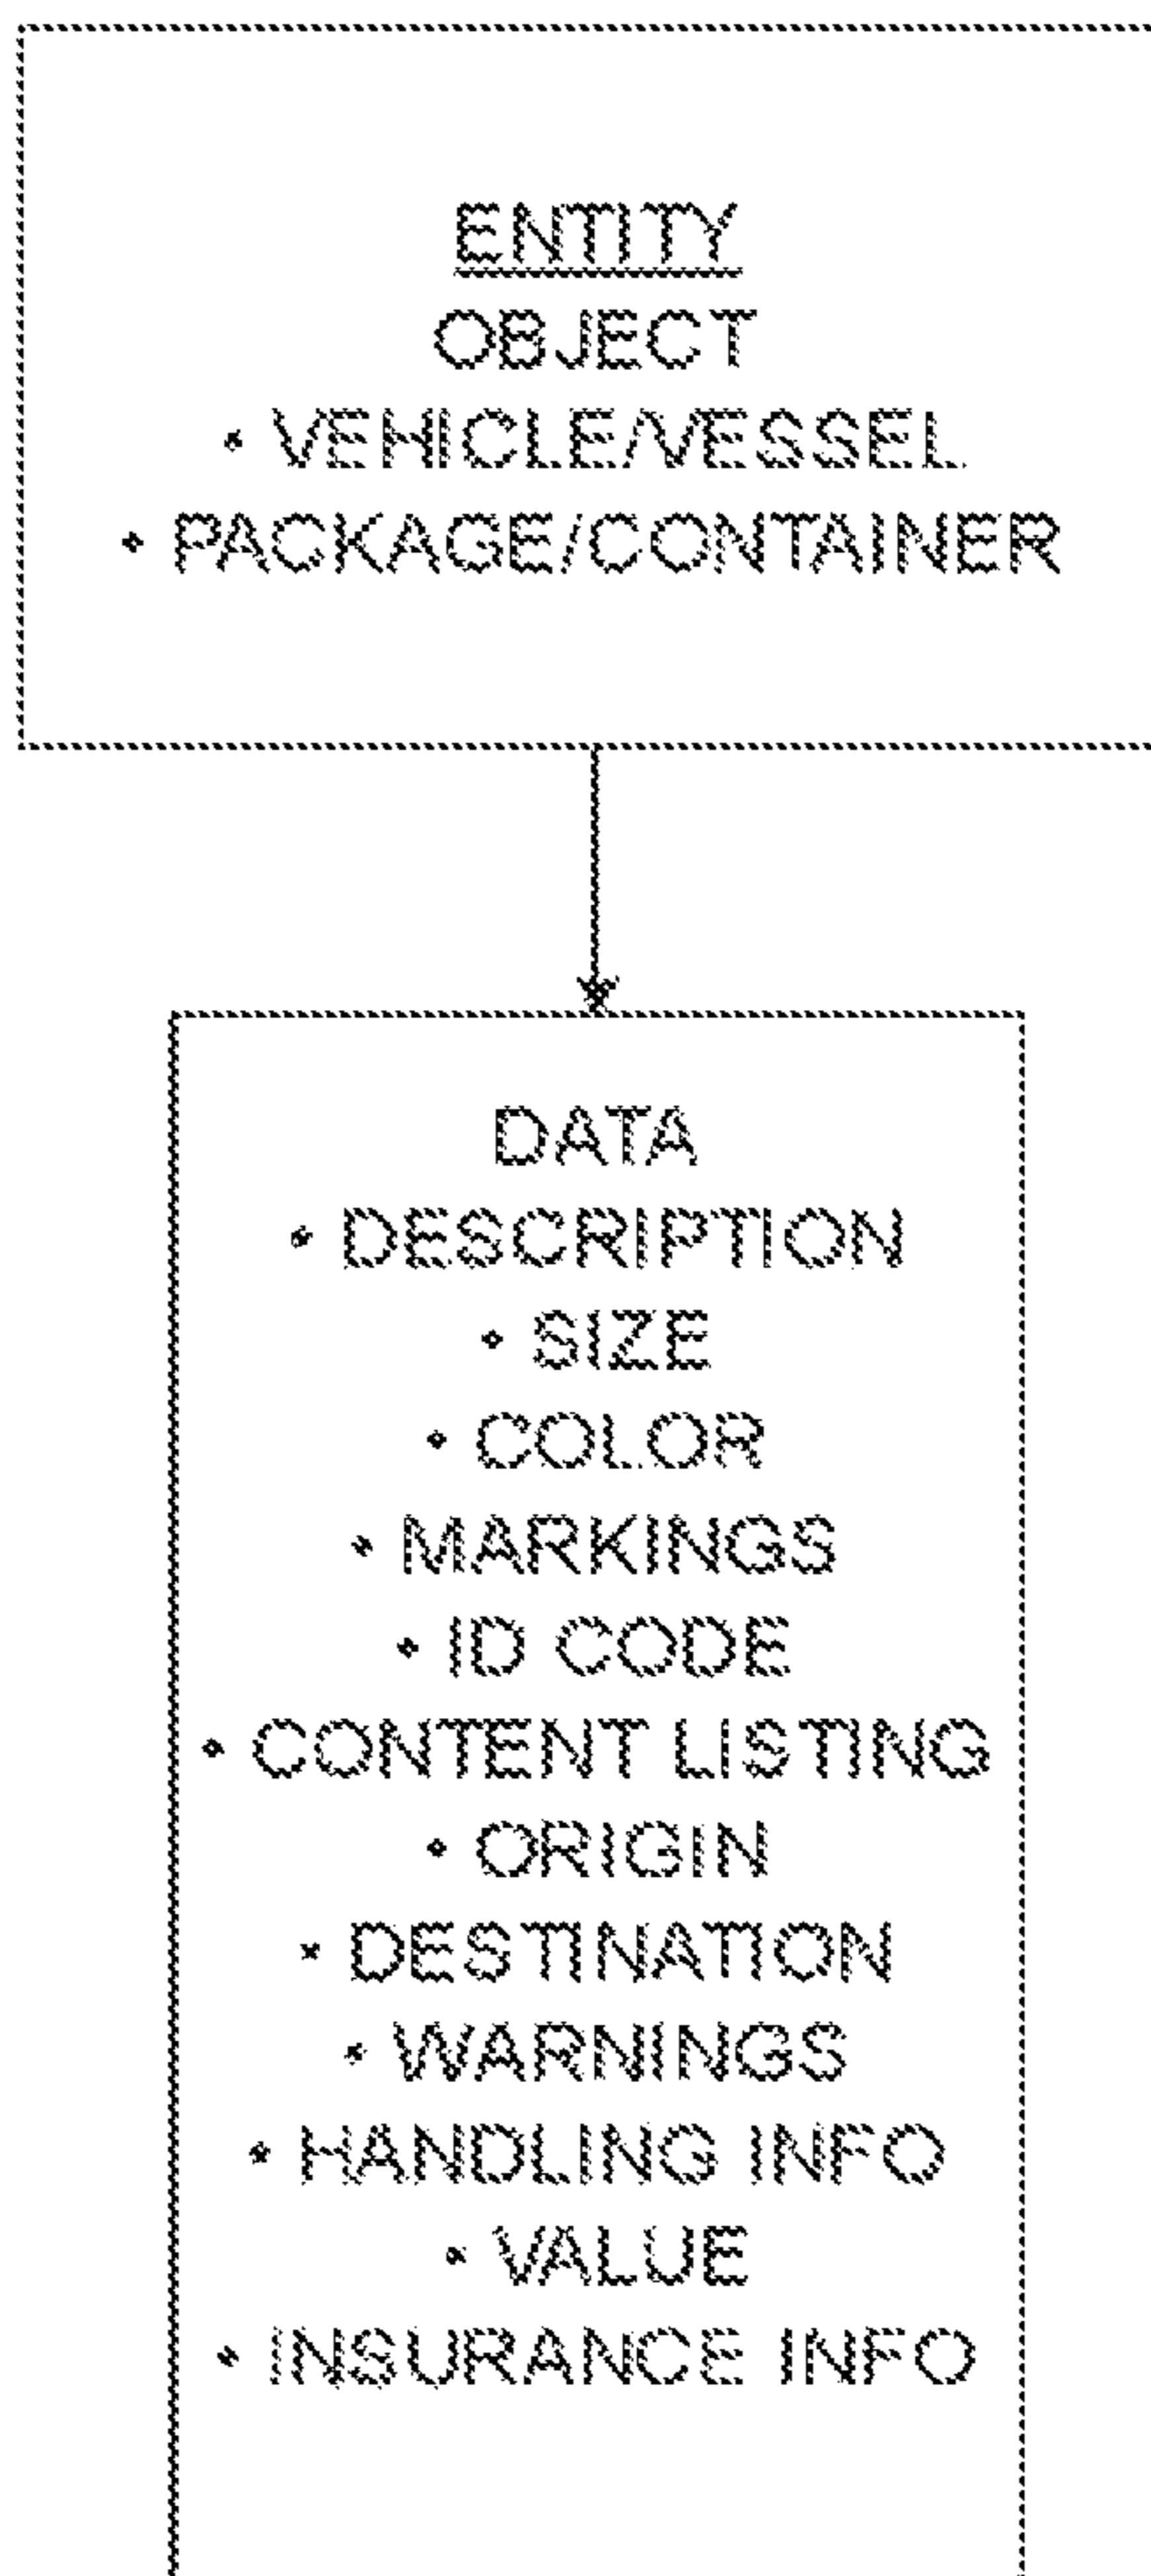 ENTITY
OBJECT
• VEHICLE/VESSEL
• PACKAGE/CONTAINER
DATA
• DESCRIPTION
• SIZE
• COLOR
• MARKINGS
• ID CODE
• CONTENT LISTING
• ORIGIN
• DESTINATION
• WARNINGS
• HANDLING INFO
• VALUE
• INSURANCE INFO